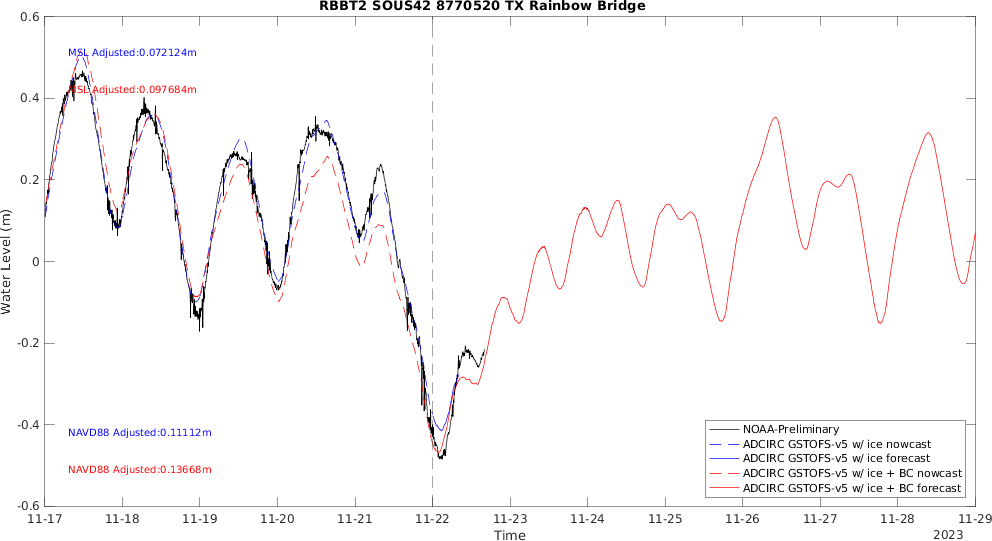 RBBT2 SOUS42 8770520 TX Rainbow Bridge
0.6
0.4
0.2
0
-0.2
-0.4
-0.6
Water Level (m)
MSL Adjusted:0.072124m
MSL Adjusted:0.097684m
NAVD88 Adjusted:0.11112m
NAVD88 Adjusted:0.13668m
NOAA-Preliminary
ADCIRC GSTOFS-v5 w/ ice nowcast
ADCIRC GSTOFS-v5 w/ ice forecast
ADCIRC GSTOFS-v5 w/ ice + BC nowcast
ADCIRC GSTOFS-v5 w/ ice + BC forecast
11-17 11-18 11-19 11-20 11-21 11-22 11-23 11-24 11-25 11-26 11-27 11-28 11-29
Time
2023